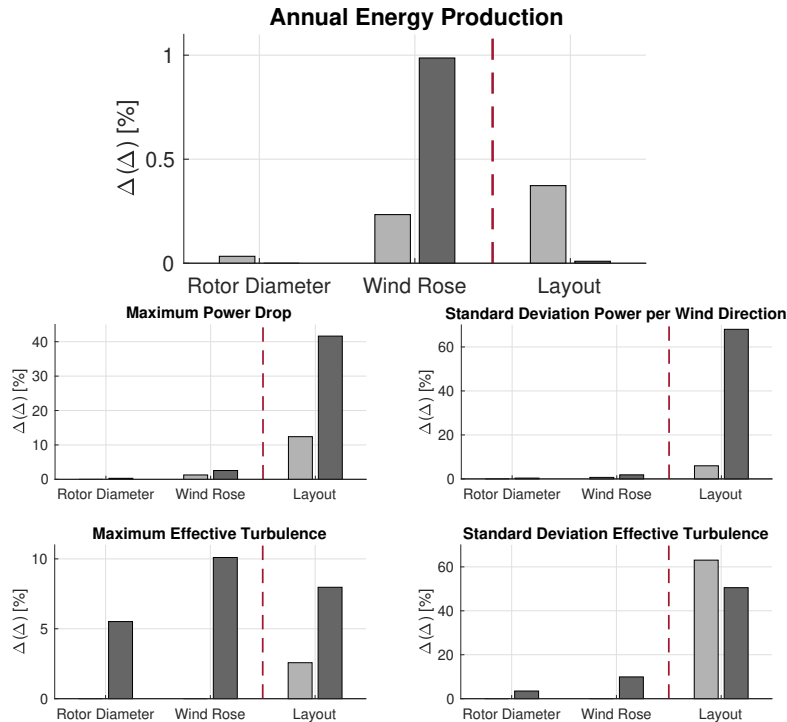 Annual Energy Production
Δ(Δ) [%]
1
0.5
0
Rotor Diameter Wind Rose Layout
Maximum Power Drop
Δ(Δ) [%]
40
30
20
10
0
Rotor Diameter Wind Rose Layout
Standard Deviation Power per Wind Direction
Δ(Δ) [%]
60
40
20
0
Rotor Diameter Wind Rose Layout
Maximum Effective Turbulence
Δ(Δ) [%]
10
5
0
Rotor Diameter Wind Rose Layout
Standard Deviation Effective Turbulence
Δ(Δ) [%]
60
40
20
0
Rotor Diameter Wind Rose Layout